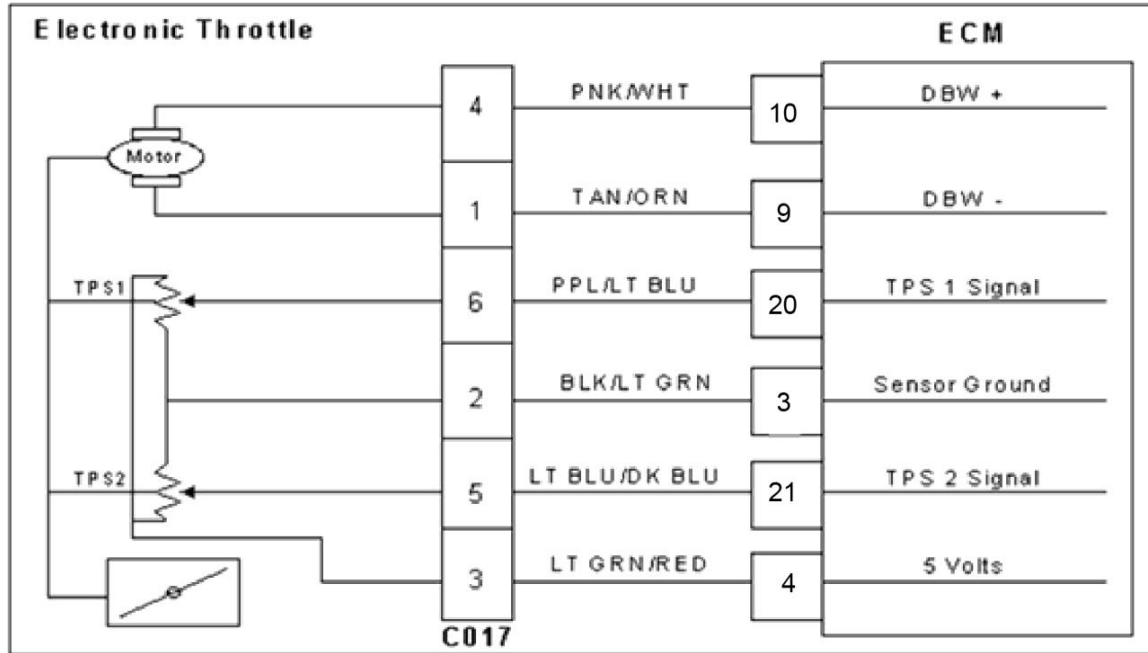 Electronic Throttle
ECM
4
PNK/WHT
10
DBW +
Motor
1
TAN/ORN
9
DBW -
TPS1
6
PPL/LT BLU
20
TPS 1 Signal
2
BLK/LT GRN
3
Sensor Ground
TPS2
5
LT BLU/DK BLU
21
TPS 2 Signal
3
LT GRN/RED
4
5 Volts
C017